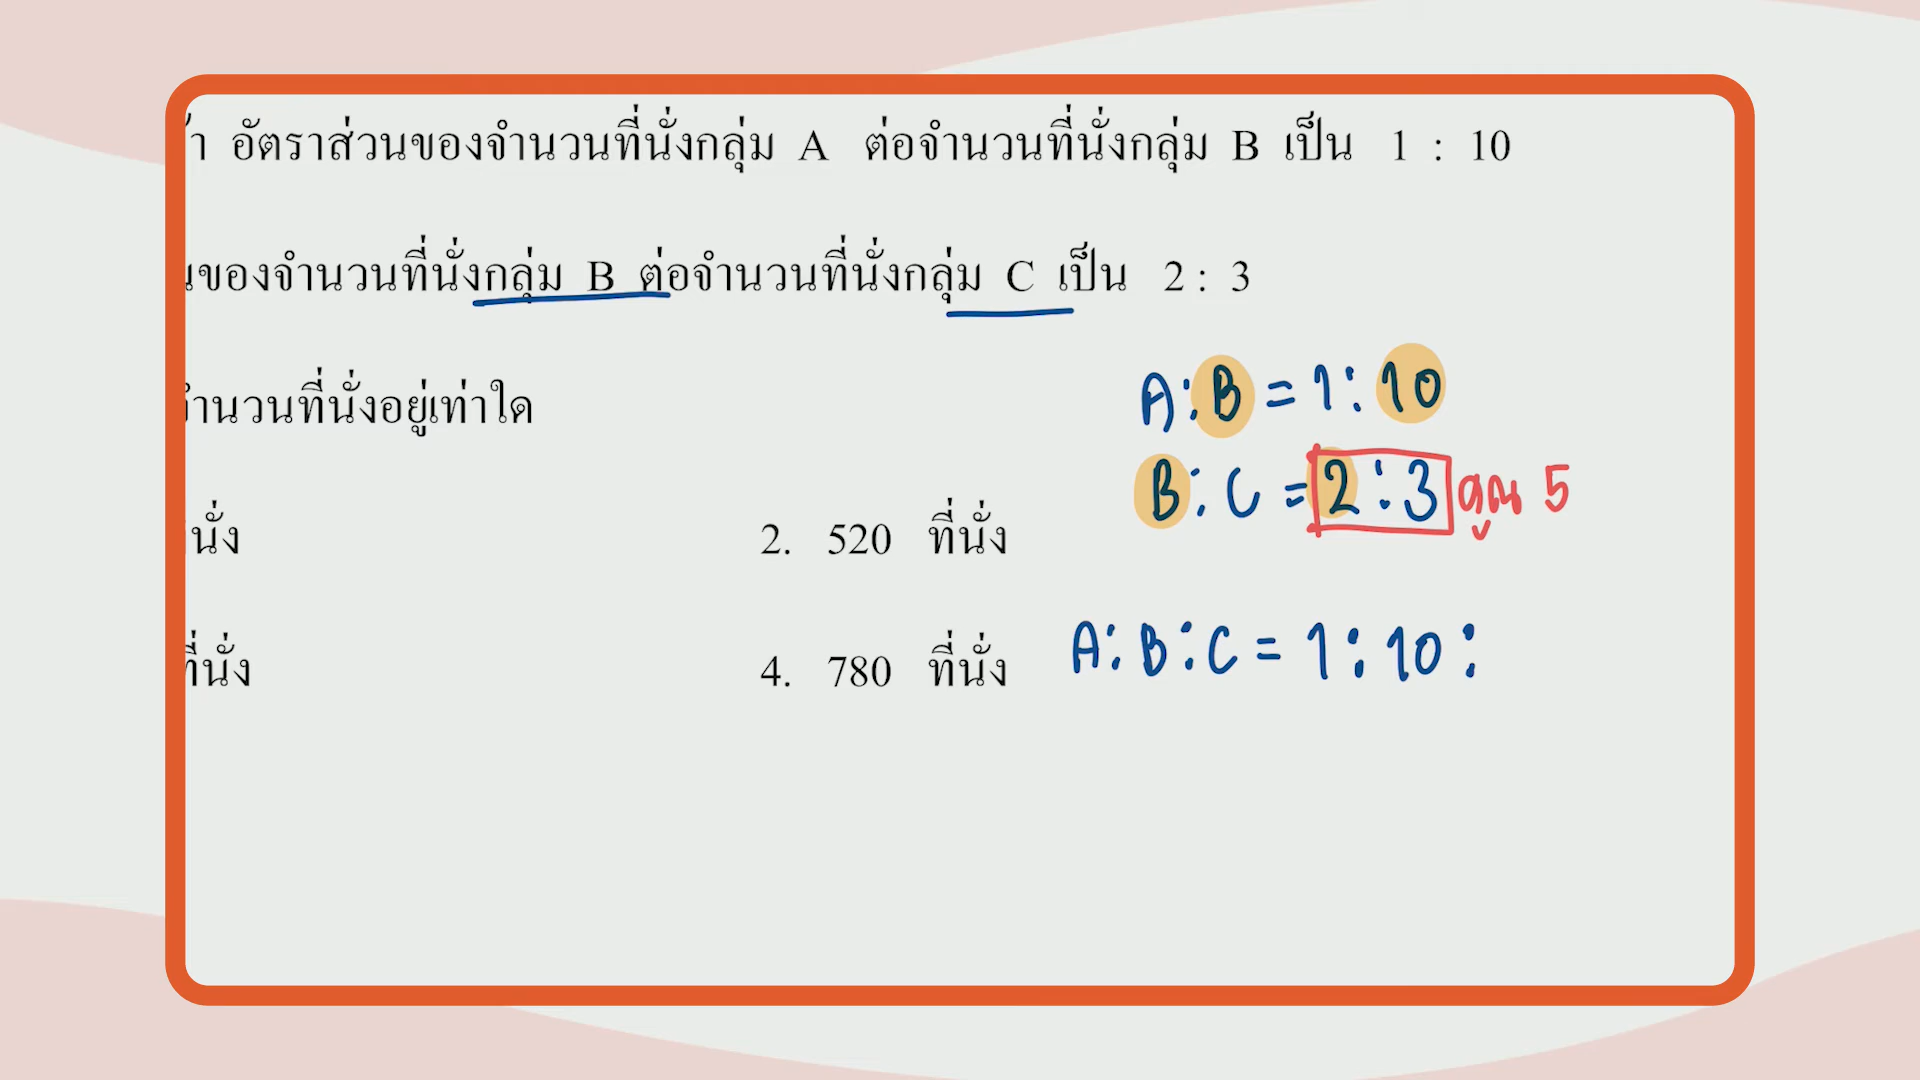 อัตราส่วนของจำนวนที่นั่งกลุ่ม A ต่อจำนวนที่นั่งกลุ่ม B เป็น 1 : 10
ของจำนวนที่นั่งกลุ่ม B ต่อจำนวนที่นั่งกลุ่ม C เป็น 2 : 3
จำนวนที่นั่งอยู่เท่าใด
A : B = 1 : 10
B : C = 2 : 3 คูณ 5
นั่ง 2. 520 ที่นั่ง
ที่นั่ง 4. 780 ที่นั่ง
A : B : C = 1 : 10 :